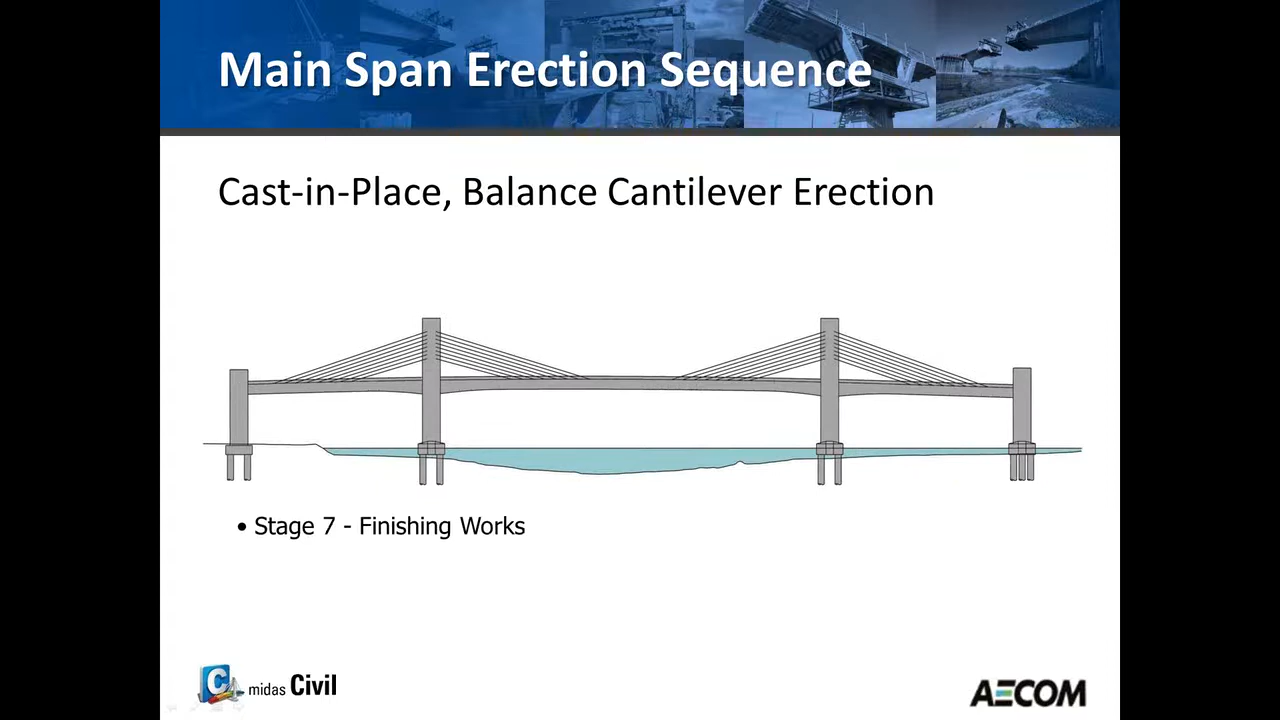 Main Span Erection Sequence
Cast-in-Place, Balance Cantilever Erection
• Stage 7 - Finishing Works
C midas Civil
AECOM